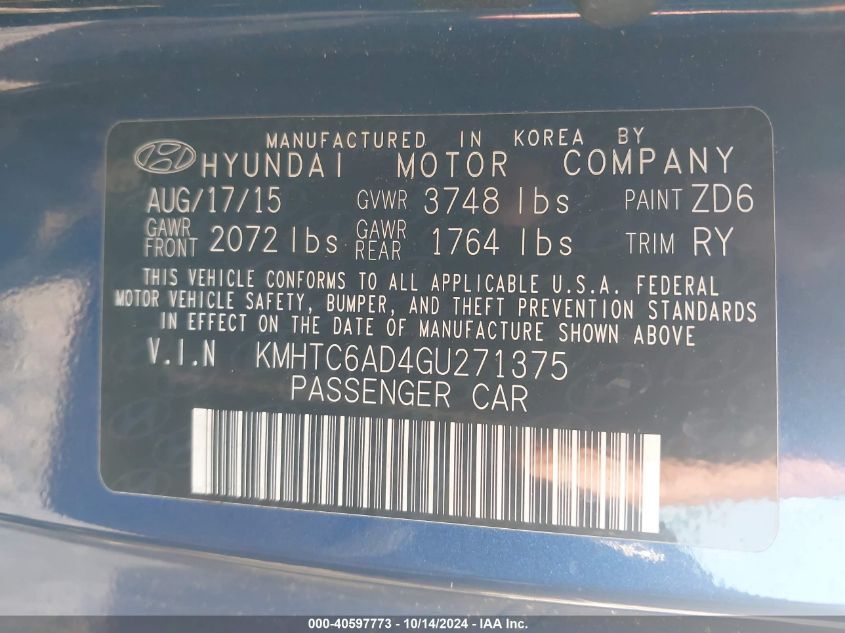 MANUFACTURED IN KOREA BY
HYUNDAI MOTOR COMPANY
AUG/17/15 GVWR 3748 lbs PAINT ZD6
GAWR FRONT 2072 lbs GAWR REAR 1764 lbs TRIM RY
THIS VEHICLE CONFORMS TO ALL APPLICABLE U.S.A. FEDERAL
MOTOR VEHICLE SAFETY, BUMPER, AND THEFT PREVENTION STANDARDS
IN EFFECT ON THE DATE OF MANUFACTURE SHOWN ABOVE
V.I.N KMHTC6AD4GU271375
PASSENGER CAR
000-40597773 - 10/14/2024 - IAA Inc.